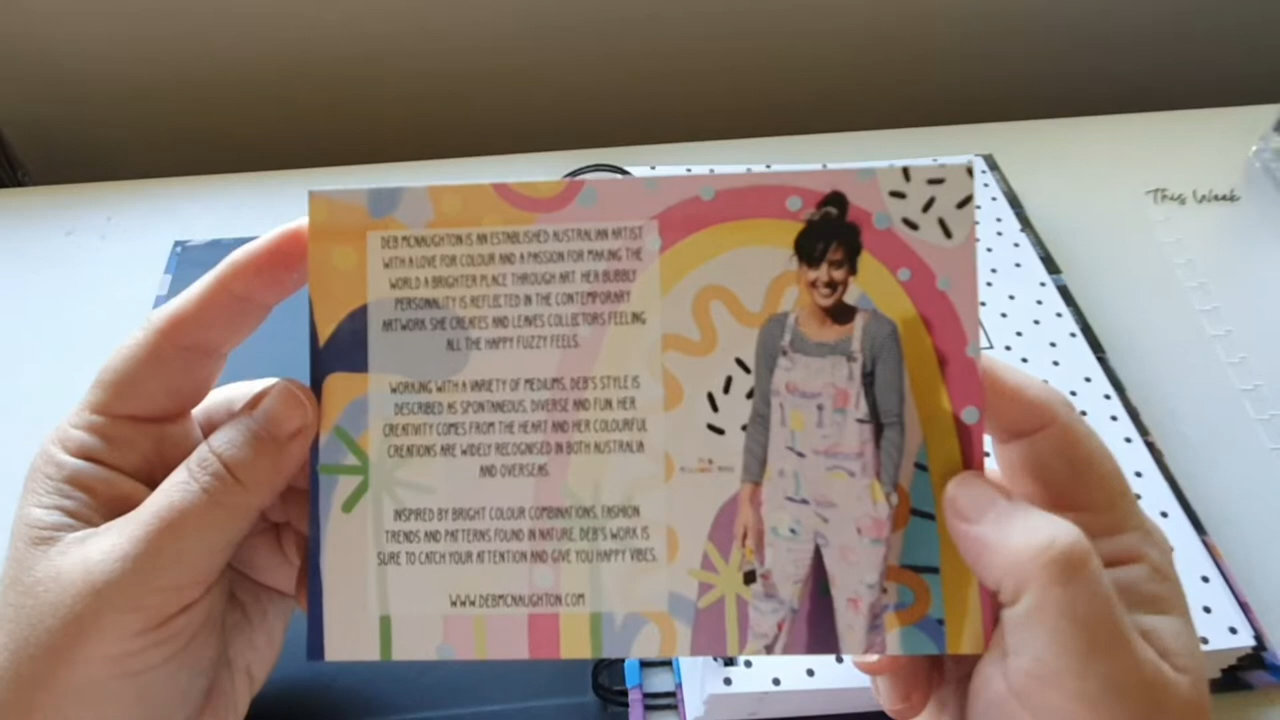 DEB MCNAUGHTON IS AN ESTABLISHED AUSTRALIAN ARTIST
WITH A LOVE FOR COLOUR AND A PASSION FOR MAKING THE
WORLD A BRIGHTER PLACE THROUGH ART. HER BUBBLY
PERSONALITY IS REFLECTED IN THE CONTEMPORARY
ARTWORK SHE CREATES AND LEAVES COLLECTORS FEELING
ALL THE HAPPY FUZZY FEELS.
WORKING WITH A VARIETY OF MEDIUMS, DEB'S STYLE IS
DESCRIBED AS SPONTANEOUS, DIVERSE AND FUN. HER
CREATIVITY COMES FROM THE HEART AND HER COLOURFUL
CREATIONS ARE WIDELY RECOGNISED IN BOTH AUSTRALIA
AND OVERSEAS.
INSPIRED BY BRIGHT COLOUR COMBINATIONS, FASHION
TRENDS AND PATTERNS FOUND IN NATURE, DEB'S WORK IS
SURE TO CATCH YOUR ATTENTION AND GIVE YOU HAPPY VIBES.
WWW.DEBMCNAUGHTON.COM
This Week